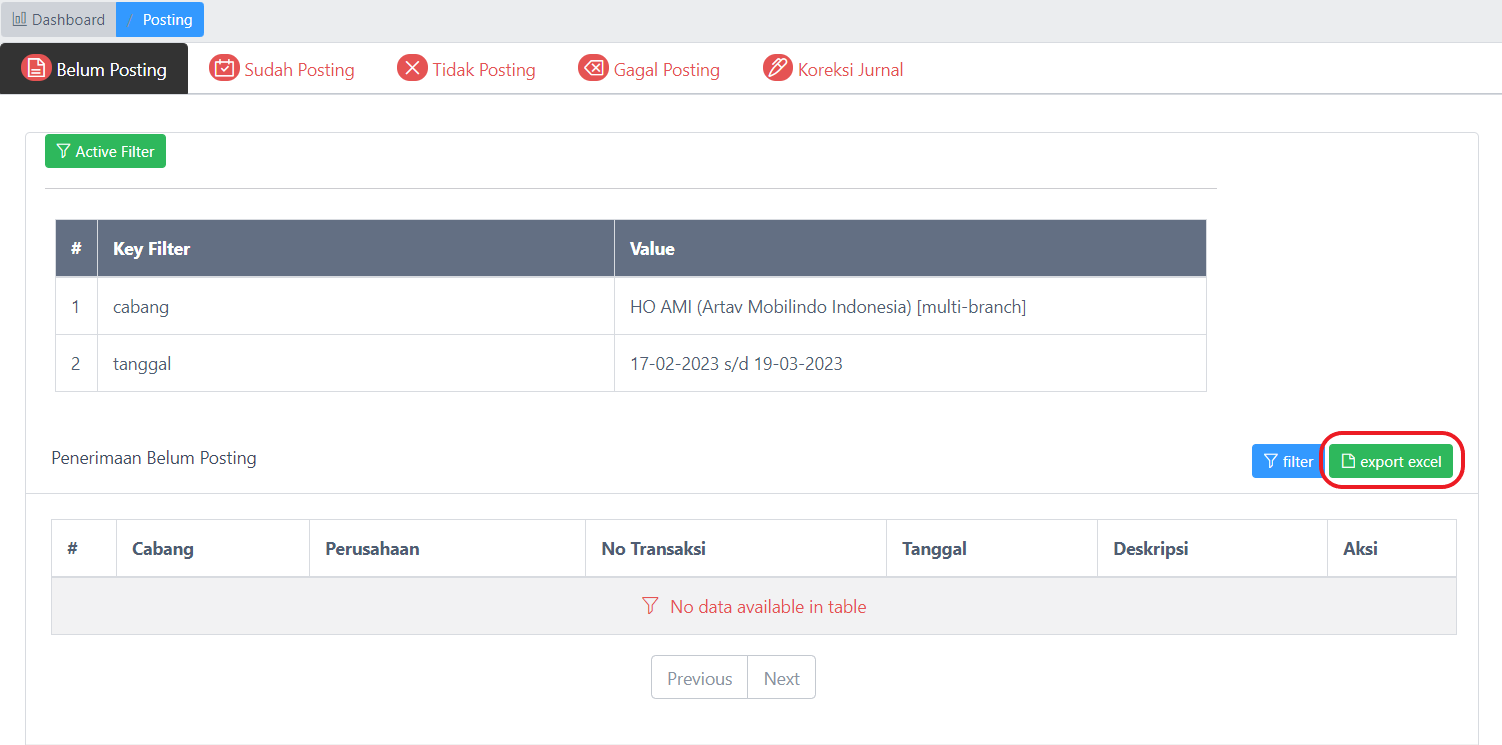 Dashboard / Posting
Belum Posting Sudah Posting Tidak Posting Gagal Posting Koreksi Jurnal
Active Filter
# Key Filter Value
1 cabang HO AMI (Artav Mobilindo Indonesia) [multi-branch]
2 tanggal 17-02-2023 s/d 19-03-2023
Penerimaan Belum Posting filter export excel
# Cabang Perusahaan No Transaksi Tanggal Deskripsi Aksi
No data available in table
Previous Next